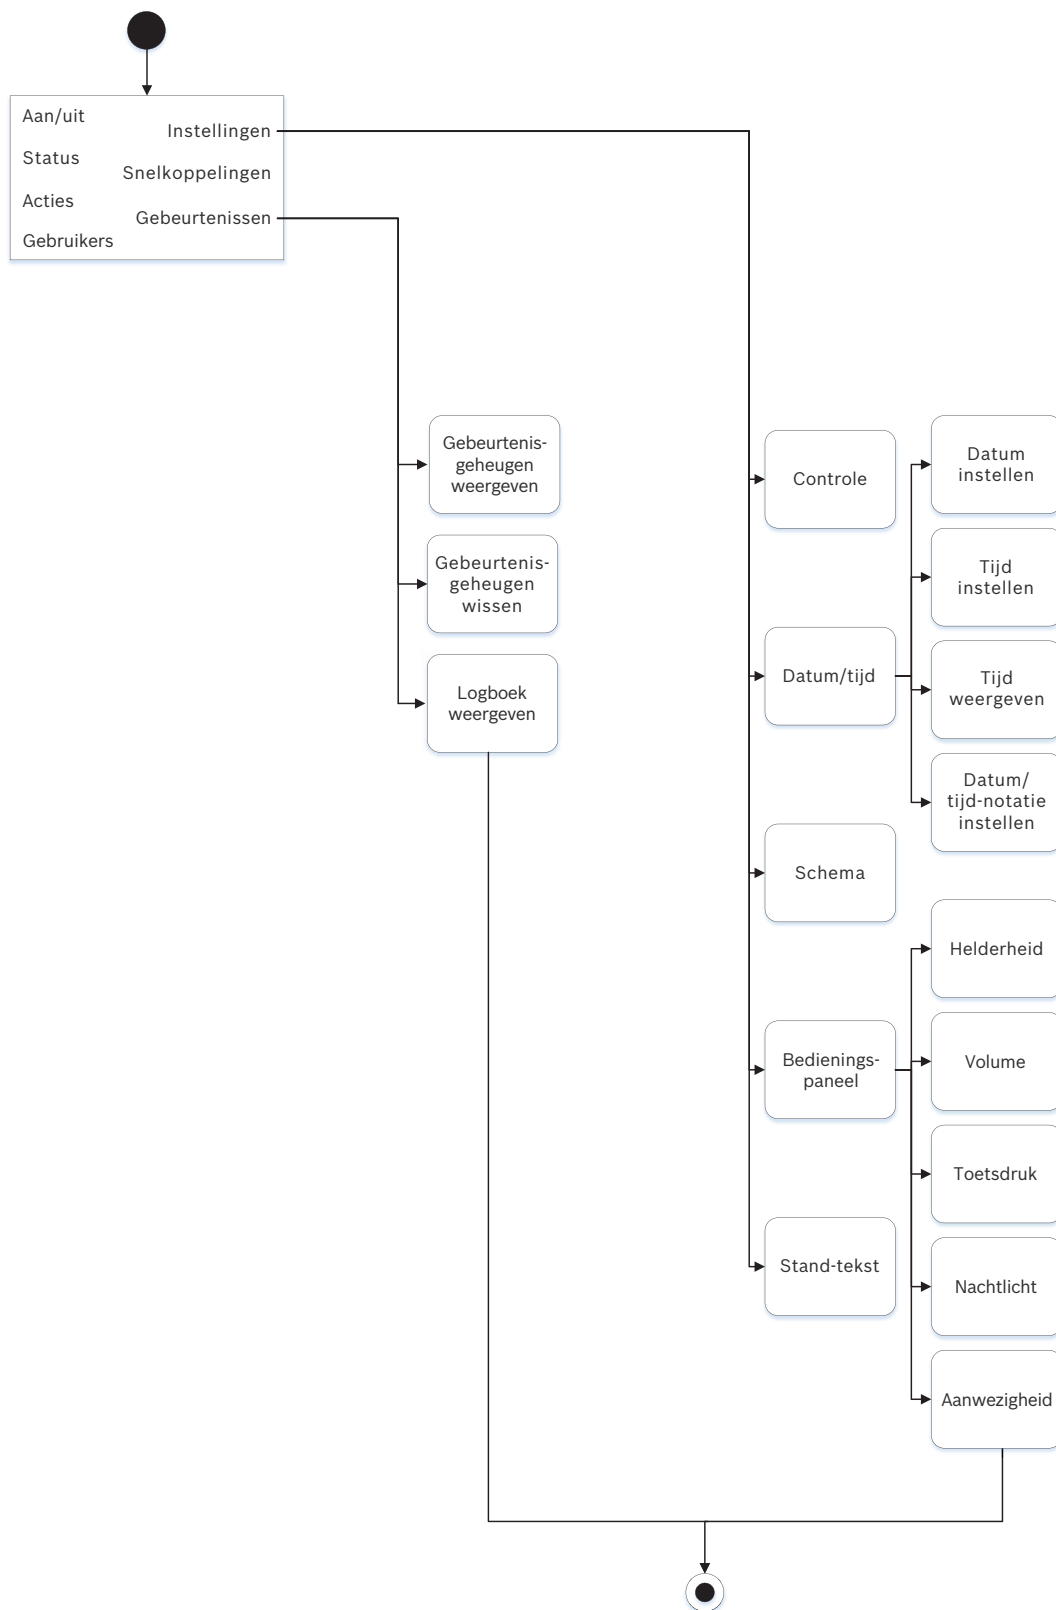 Aan/uit
Status
Acties
Gebruikers
Instellingen
Snelkoppelingen
Gebeurtenissen
Gebeurtenis-
geheugen
weergeven
Gebeurtenis-
geheugen
wissen
Logboek
weergeven
Controle
Datum/tijd
Schema
Bedienings-
paneel
Stand-tekst
Datum
instellen
Tijd
instellen
Tijd
weergeven
Datum/
tijd-notatie
instellen
Helderheid
Volume
Toetsdruk
Nachtlicht
Aanwezigheid